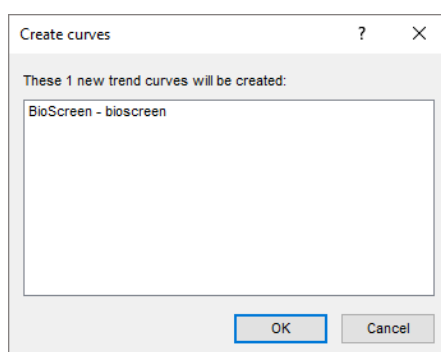 Create curves
?
These 1 new trend curves will be created:
BioScreen - bioscreen
OK
Cancel